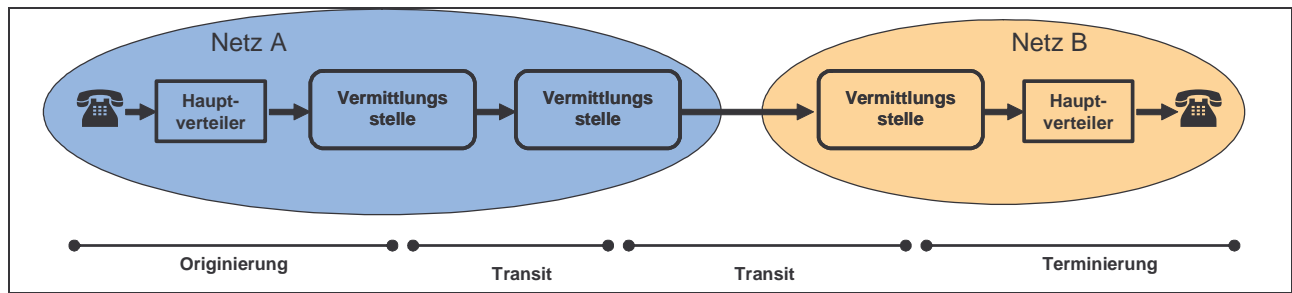 Netz A
Netz B
Haupt-
verteiler
Vermittlungs
stelle
Vermittlungs
stelle
Vermittlungs
stelle
Haupt-
verteiler
Originierung
Transit
Transit
Terminierung